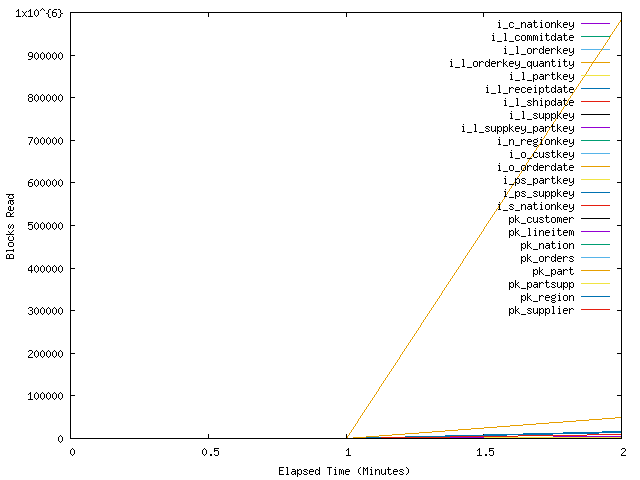 1x10^{6}
900000
800000
700000
600000
500000
400000
300000
200000
100000
0
Blocks Read
i_c_nationkey
i_l_commitdate
i_l_orderkey
i_l_orderkey_quantity
i_l_partkey
i_l_receiptdate
i_l_shipdate
i_l_suppkey
i_l_suppkey_partkey
i_n_regionkey
i_o_custkey
i_o_orderdate
i_ps_partkey
i_ps_suppkey
i_s_nationkey
pk_customer
pk_lineitem
pk_nation
pk_orders
pk_part
pk_partsupp
pk_region
pk_supplier
0 0.5 1 1.5 2
Elapsed Time (Minutes)